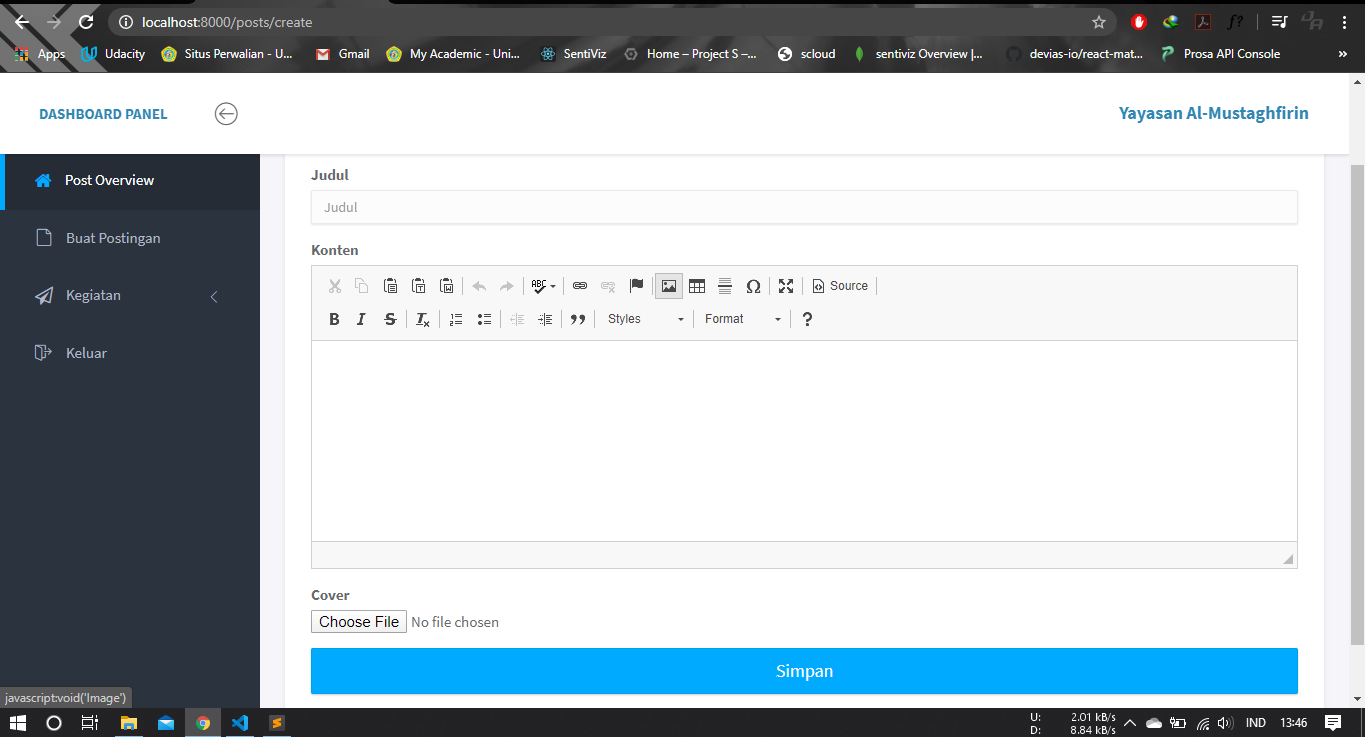 localhost:8000/posts/create
Apps Udacity Situs Perwalian - U... Gmail My Academic - Uni... SentiViz Home – Project S –... scloud sentiviz Overview |... devias-io/react-mat... Prosa API Console »
DASHBOARD PANEL
Yayasan Al-Mustaghfirin
Post Overview
Buat Postingan
Kegiatan
Keluar
Judul
Judul
Konten
ABC Ω Source
B I S Tx Styles Format ?
Cover
Choose File No file chosen
Simpan
javascript:void('Image')
U: 2.01 kB/s
D: 8.84 kB/s
IND 13:46